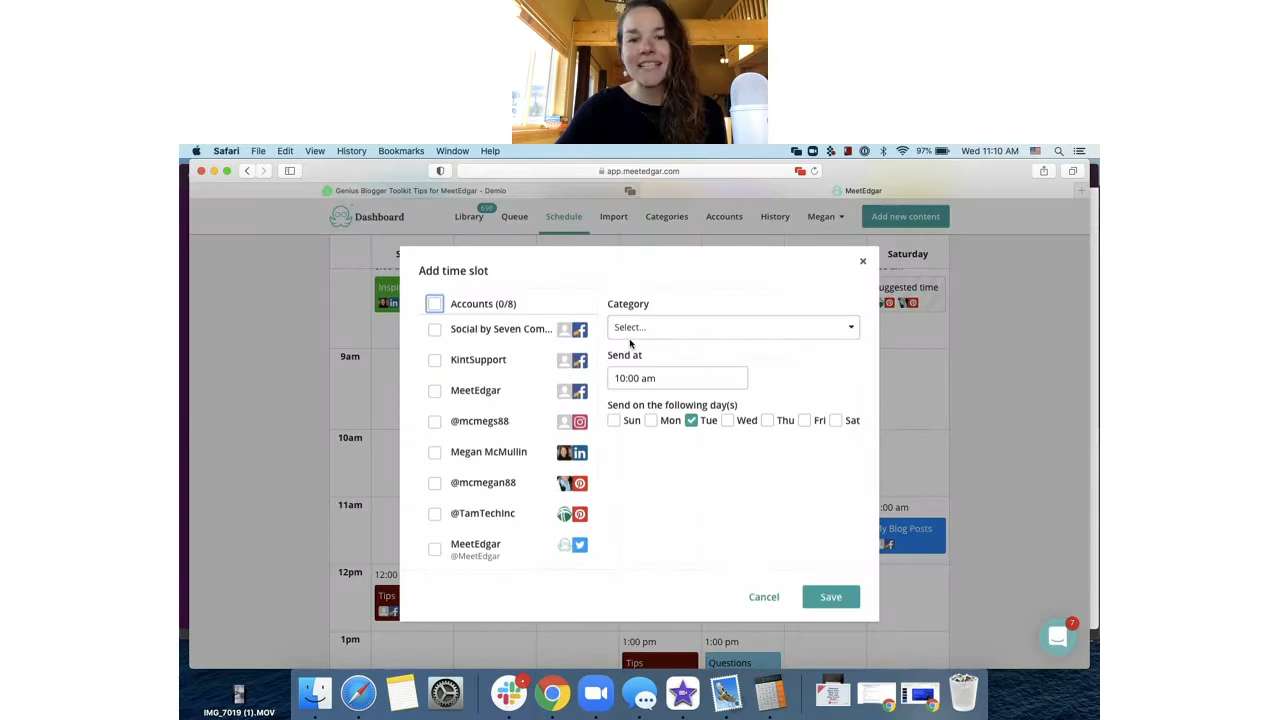 Safari File Edit View History Bookmarks Window Help
97% Wed 11:10 AM
app.meetedgar.com
Genius Blogger Toolkit Tips for MeetEdgar - Demio
MeetEdgar
Dashboard Library 698 Queue Schedule Import Categories Accounts History Megan Add new content
S
Saturday
Add time slot
Inspi
uggested time
Accounts (0/8)
Social by Seven Com...
KintSupport
MeetEdgar
@mcmegs88
Megan McMullin
@mcmegan88
@TamTechInc
MeetEdgar
@MeetEdgar
Category
Select...
Send at
10:00 am
Send on the following day(s)
Sun Mon Tue Wed Thu Fri Sat
Cancel Save
9am
10am
11am
:00 am
My Blog Posts
12pm
12:00
Tips
1pm
1:00 pm
Tips
1:00 pm
Questions
7
IMG_7019 (1).MOV